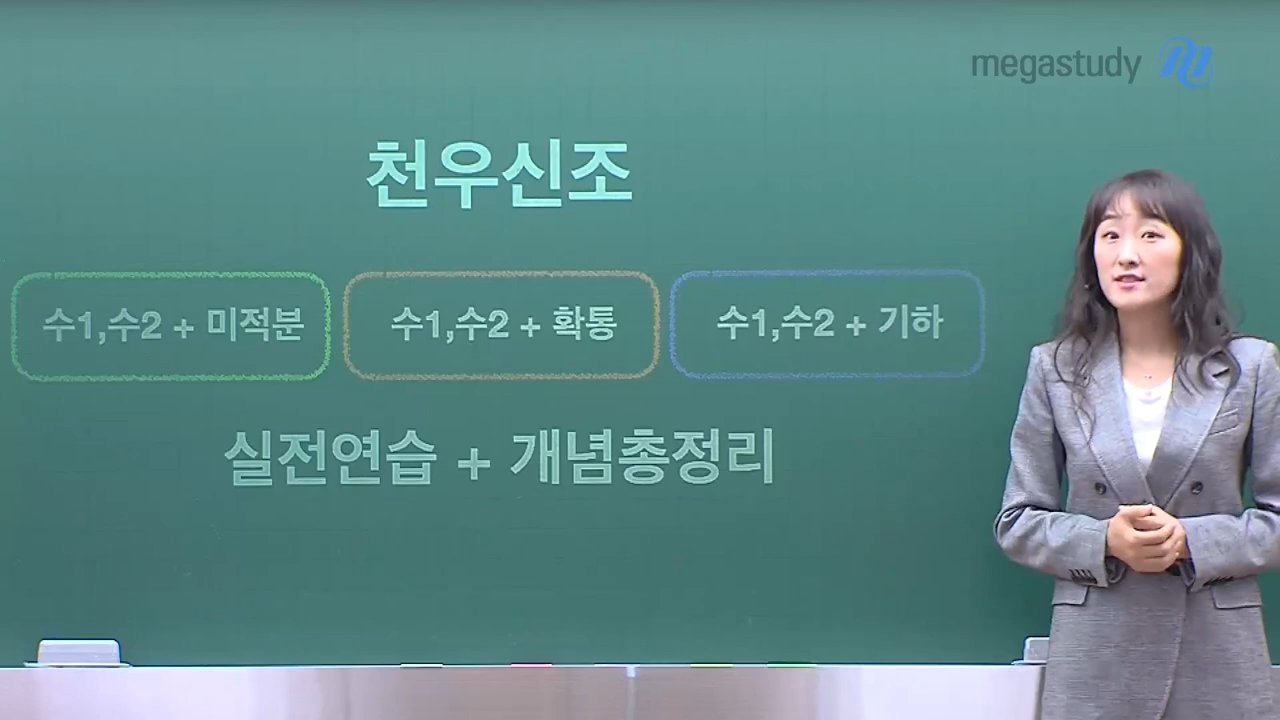 megastudy
천우신조
수1,수2 + 미적분
수1,수2 + 확통
수1,수2 + 기하
실전연습 + 개념총정리